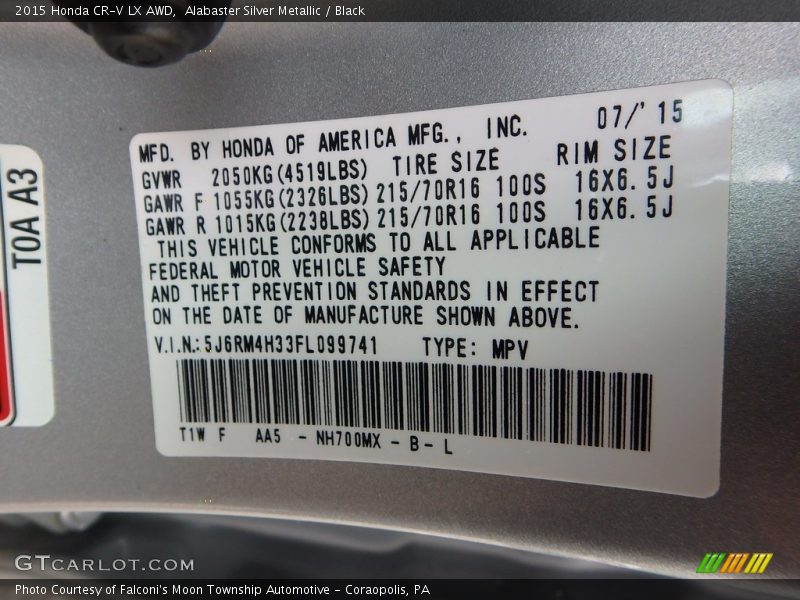 2015 Honda CR-V LX AWD, Alabaster Silver Metallic / Black
T0A A3
07/'15
MFD. BY HONDA OF AMERICA MFG., INC.
GVWR 2050KG(4519LBS) TIRE SIZE RIM SIZE
GAWR F 1055KG(2326LBS) 215/70R16 100S 16X6.5J
GAWR R 1015KG(2238LBS) 215/70R16 100S 16X6.5J
THIS VEHICLE CONFORMS TO ALL APPLICABLE
FEDERAL MOTOR VEHICLE SAFETY
AND THEFT PREVENTION STANDARDS IN EFFECT
ON THE DATE OF MANUFACTURE SHOWN ABOVE.
V.I.N.:5J6RM4H33FL099741 TYPE: MPV
T1W F AA5 - NH700MX - B - L
GTCARLOT.COM
Photo Courtesy of Falconi's Moon Township Automotive - Coraopolis, PA